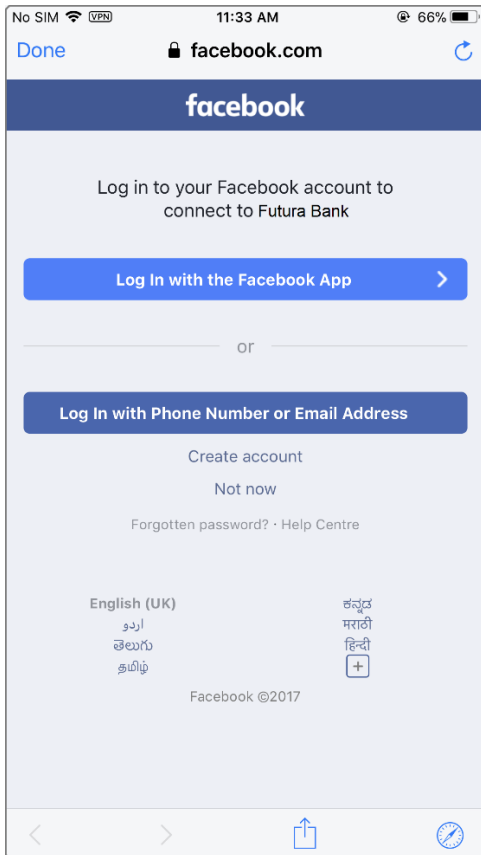 No SIM VPN 11:33 AM 66%
Done facebook.com
facebook
Log in to your Facebook account to
connect to Futura Bank
Log In with the Facebook App
or
Log In with Phone Number or Email Address
Create account
Not now
Forgotten password? · Help Centre
English (UK) ಕನ್ನಡ
اردو मराठी
తెలుగు हिन्दी
தமிழ் +
Facebook ©2017